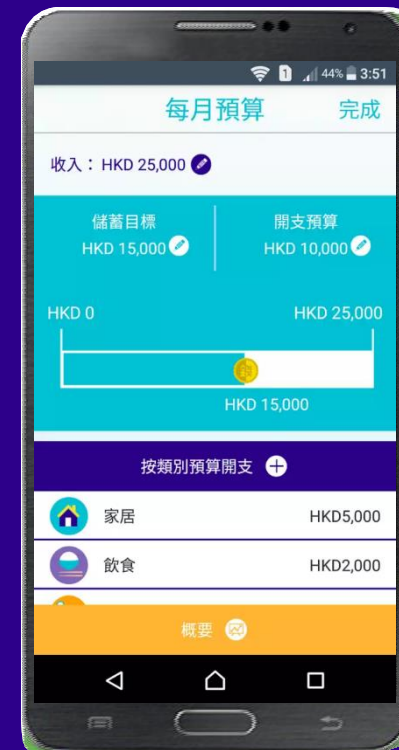 1 44% 3:51
每月預算 完成
收入： HKD 25,000
儲蓄目標 開支預算
HKD 15,000 HKD 10,000
HKD 0 HKD 25,000
HKD 15,000
按類別預算開支
家居 HKD5,000
飲食 HKD2,000
概要